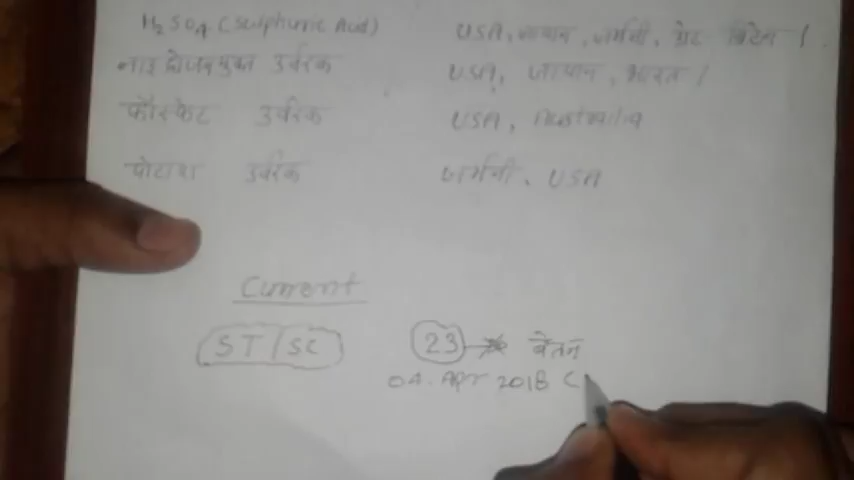 H2SO4 (Sulphuric Acid) USA, जापान, जर्मनी, ग्रेट ब्रिटेन ।
नाइट्रोजनयुक्त उर्वरक USA, जापान, भारत ।
फॉस्फेट उर्वरक USA, Australia
पोटाश उर्वरक जर्मनी, USA
Current
ST/SC 23 → वेतन
04. Apr 2018 (